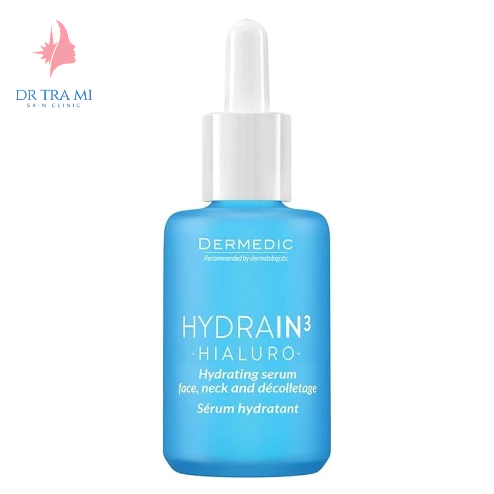 DR TRA MI
SKIN CLINIC
DERMEDIC
Recommended by dermatologists
HYDRAIN³
·HIALURO·
Hydrating serum
face, neck and décolletage
Sérum hydratant